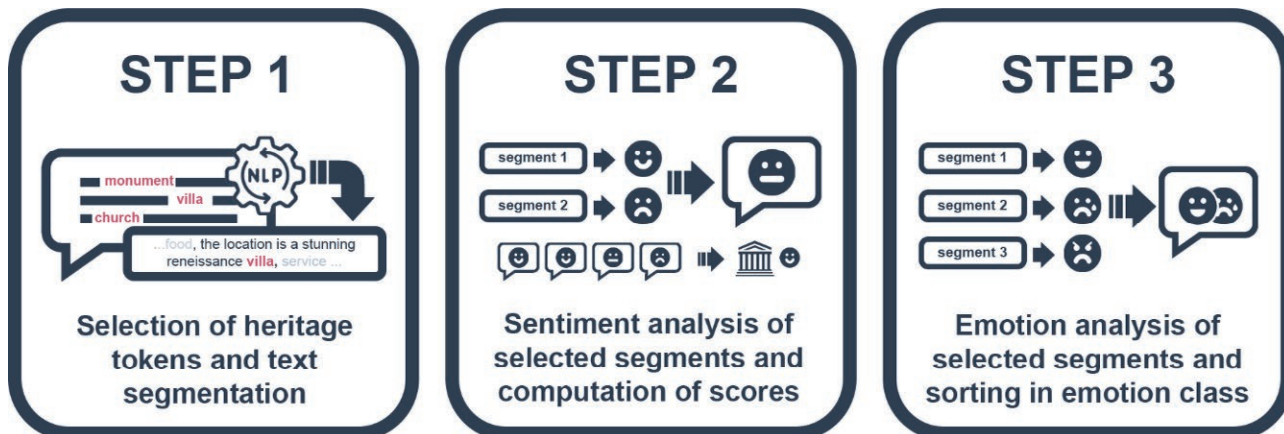 STEP 1
monument
villa
church
NLP
...food, the location is a stunning
reneissance villa, service ...
Selection of heritage
tokens and text
segmentation
STEP 2
segment 1
segment 2
Sentiment analysis of
selected segments and
computation of scores
STEP 3
segment 1
segment 2
segment 3
Emotion analysis of
selected segments and
sorting in emotion class